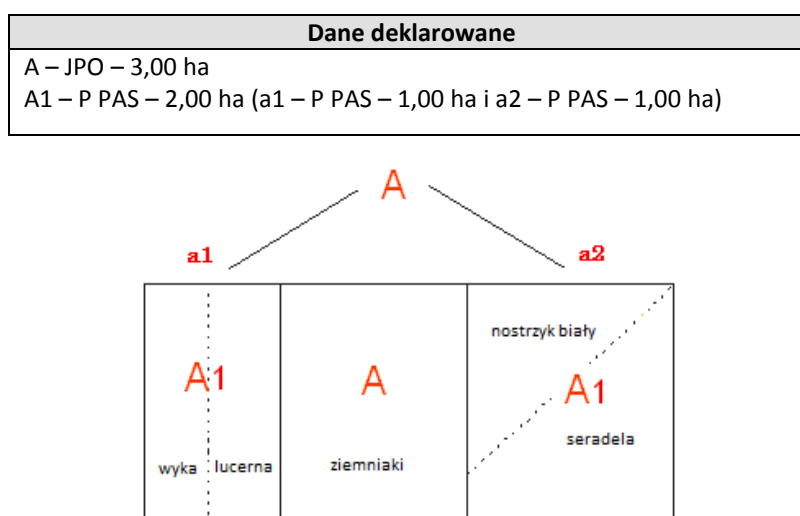 Dane deklarowane
A – JPO – 3,00 ha
A1 – P PAS – 2,00 ha (a1 – P PAS – 1,00 ha i a2 – P PAS – 1,00 ha)
A
a1
a2
nostrzyk biały
A1
A
A1
seradela
wyka
lucerna
ziemniaki